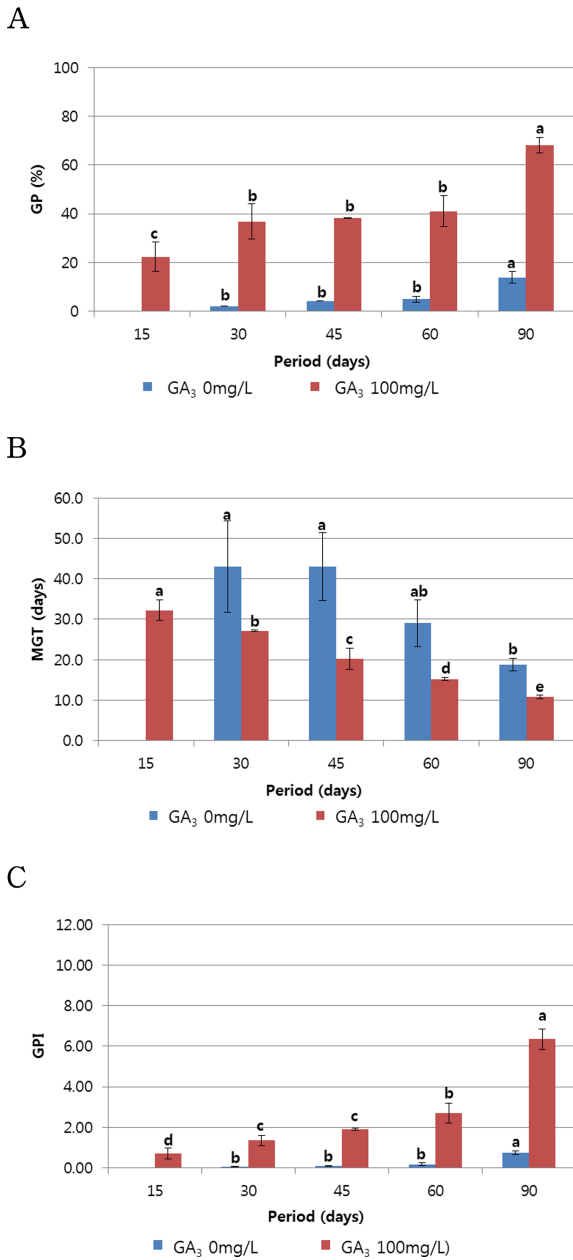 A
100
80
60
40
20
0
GP (%)
c
b
b
b
b
b
b
a
a
15 30 45 60 90
Period (days)
GA₃ 0mg/L GA₃ 100mg/L
B
60.0
50.0
40.0
30.0
20.0
10.0
0.0
MGT (days)
a
a
b
a
c
ab
d
b
e
15 30 45 60 90
Period (days)
GA₃ 0mg/L GA₃ 100mg/L
C
12.00
10.00
8.00
6.00
4.00
2.00
0.00
GPI
d
b
c
b
c
b
b
a
a
15 30 45 60 90
Period (days)
GA₃ 0mg/L GA₃ 100mg/L)